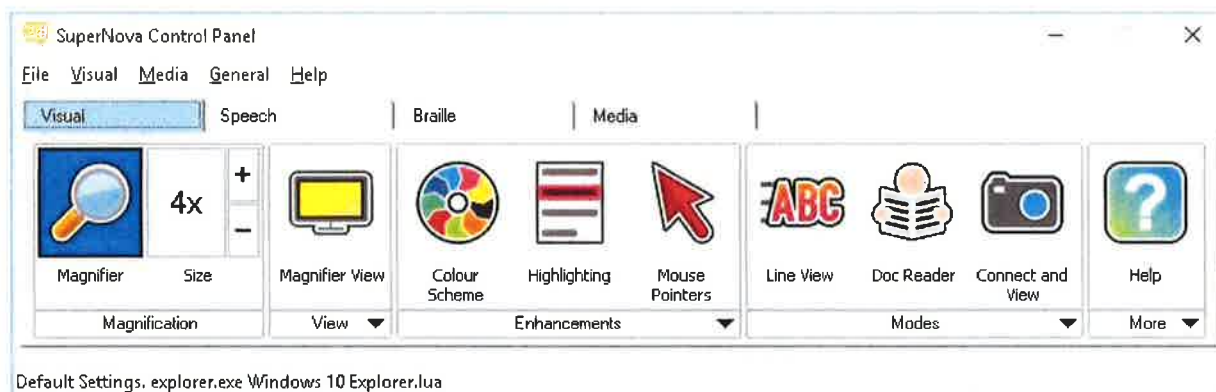 SuperNova Control Panel
File Visual Media General Help
Visual Speech Braille Media
4x
+
−
ABC
?
Magnifier Size Magnifier View Colour Scheme Highlighting Mouse Pointers Line View Doc Reader Connect and View Help
Magnification View Enhancements Modes More
Default Settings. explorer.exe Windows 10 Explorer.lua